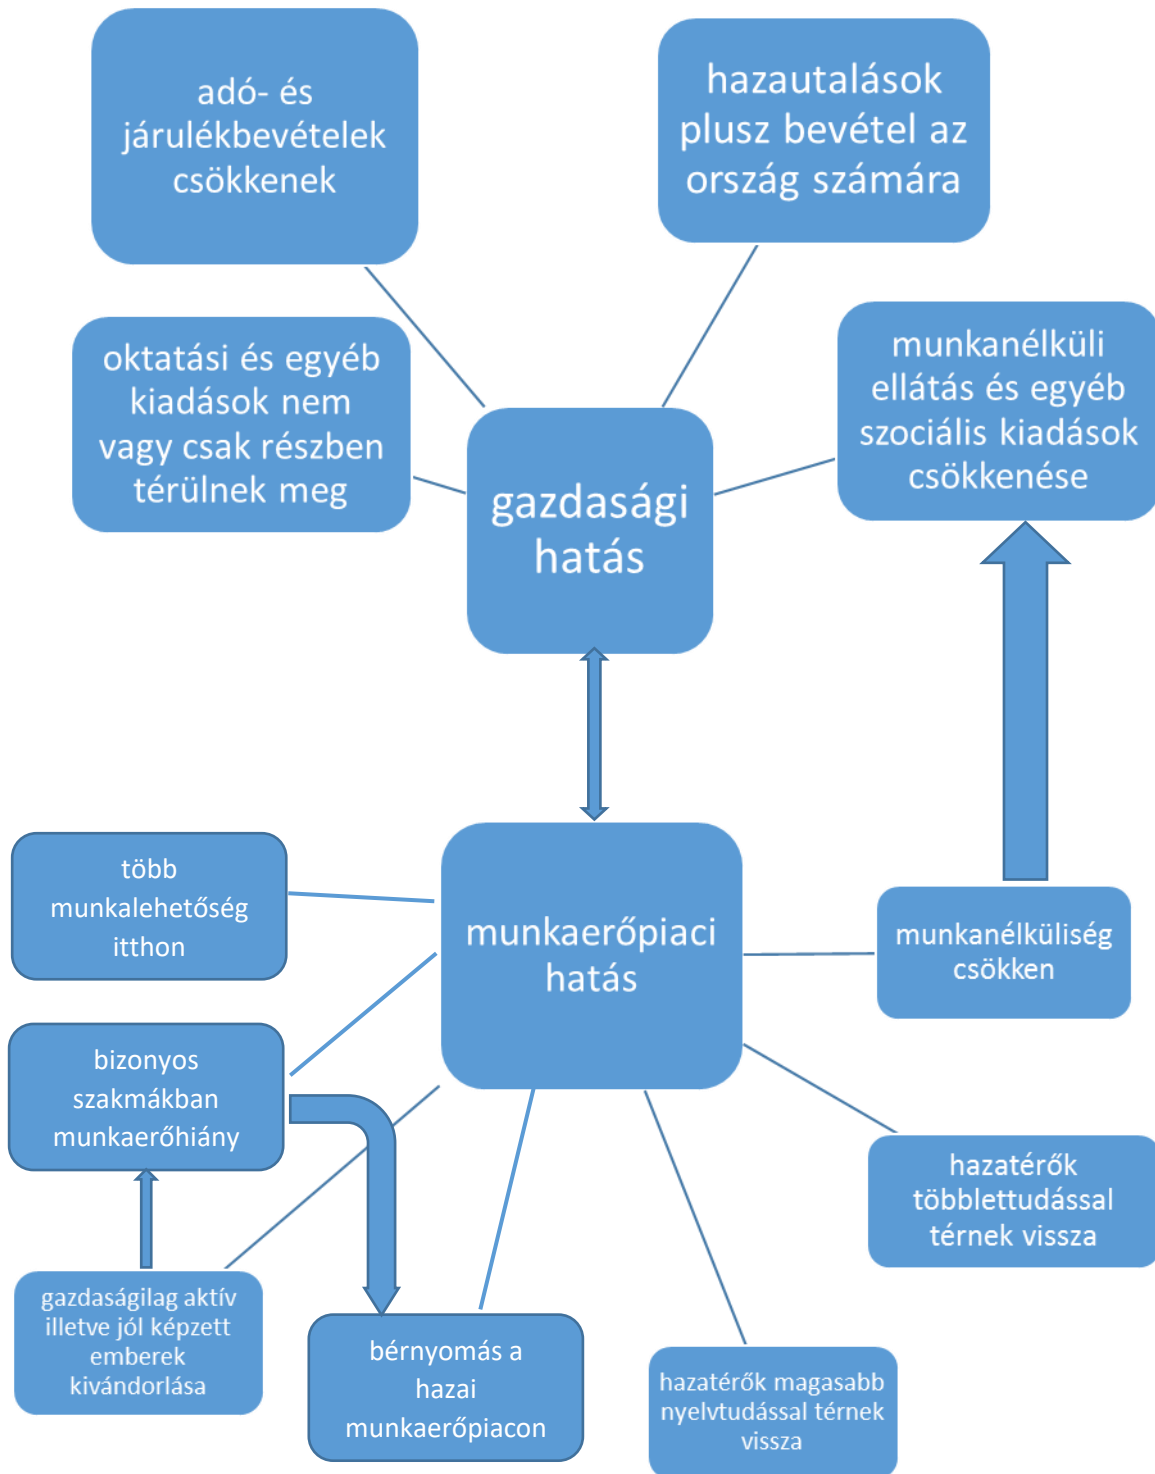 adó- és
járulékbevételek
csökkenek
hazautalások
plusz bevétel az
ország számára
oktatási és egyéb
kiadások nem
vagy csak részben
térülnek meg
munkanélküli
ellátás és egyéb
szociális kiadások
csökkenése
gazdasági
hatás
több
munkalehetőség
itthon
munkaerőpiaci
hatás
munkanélküliség
csökken
bizonyos
szakmákban
munkaerőhiány
hazatérők
többlettudással
térnek vissza
gazdaságilag aktív
illetve jól képzett
emberek
kivándorlása
bérnyomás a
hazai
munkaerőpiacon
hazatérők magasabb
nyelvtudással térnek
vissza